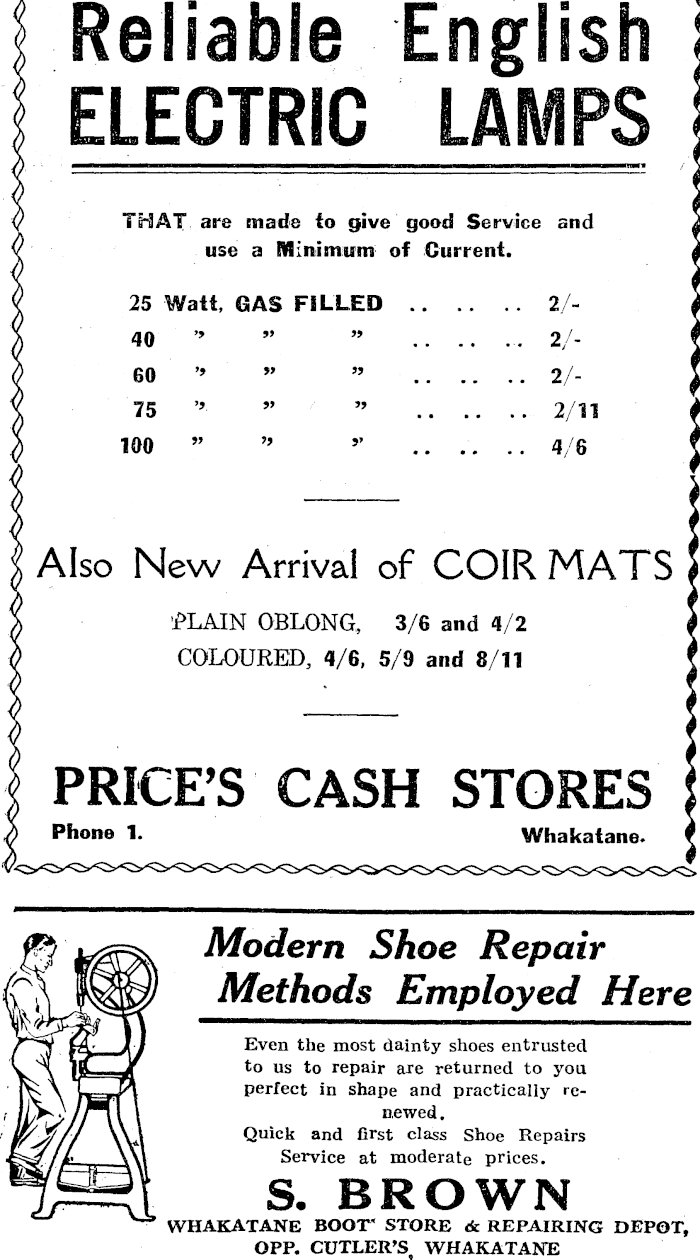 Reliable English
ELECTRIC LAMPS
THAT are made to give good Service and
use a Minimum of Current.
25 Watt, GAS FILLED .. .. .. 2/-
40 " " " .. .. .. 2/-
60 " " " .. .. .. 2/-
75 " " " .. .. .. 2/11
100 " " " .. .. .. 4/6
Also New Arrival of COIR MATS
PLAIN OBLONG, 3/6 and 4/2
COLOURED, 4/6, 5/9 and 8/11
PRICE'S CASH STORES
Phone 1. Whakatane.
Modern Shoe Repair
Methods Employed Here
Even the most dainty shoes entrusted
to us to repair are returned to you
perfect in shape and practically re-
newed.
Quick and first class Shoe Repairs
Service at moderate prices.
S. BROWN
WHAKATANE BOOT STORE & REPAIRING DEPOT,
OPP. CUTLER'S, WHAKATANE